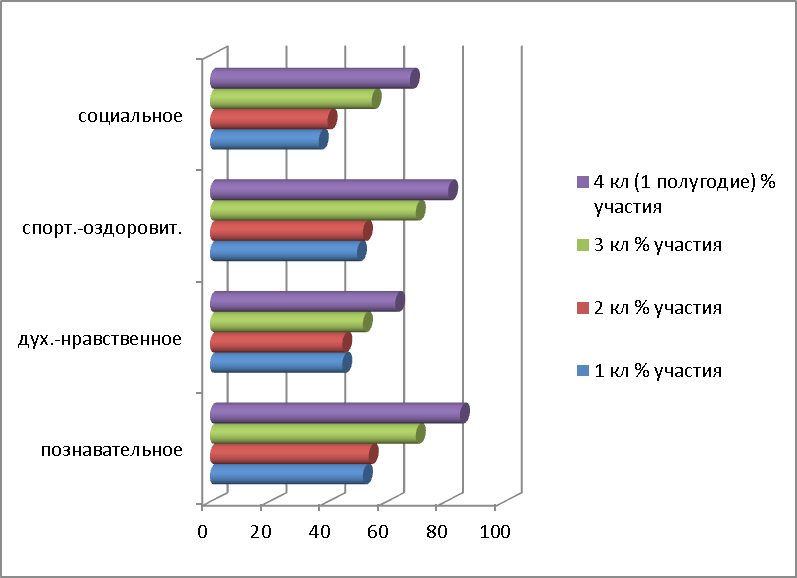 социальное
спорт.-оздоровит.
дух.-нравственное
познавательное
0 20 40 60 80 100
4 кл (1 полугодие) %
участия
3 кл % участия
2 кл % участия
1 кл % участия